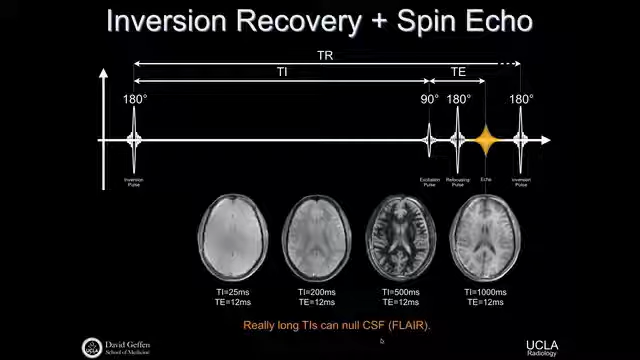 Inversion Recovery + Spin Echo
TR
TI
TE
180°
90°
180°
180°
Inversion
Pulse
Excitation
Pulse
Refocusing
Pulse
Echo
Inversion
Pulse
TI=25ms
TE=12ms
TI=200ms
TE=12ms
TI=500ms
TE=12ms
TI=1000ms
TE=12ms
Really long TIs can null CSF (FLAIR).
UCLA
David Geffen
School of Medicine
UCLA
Radiology